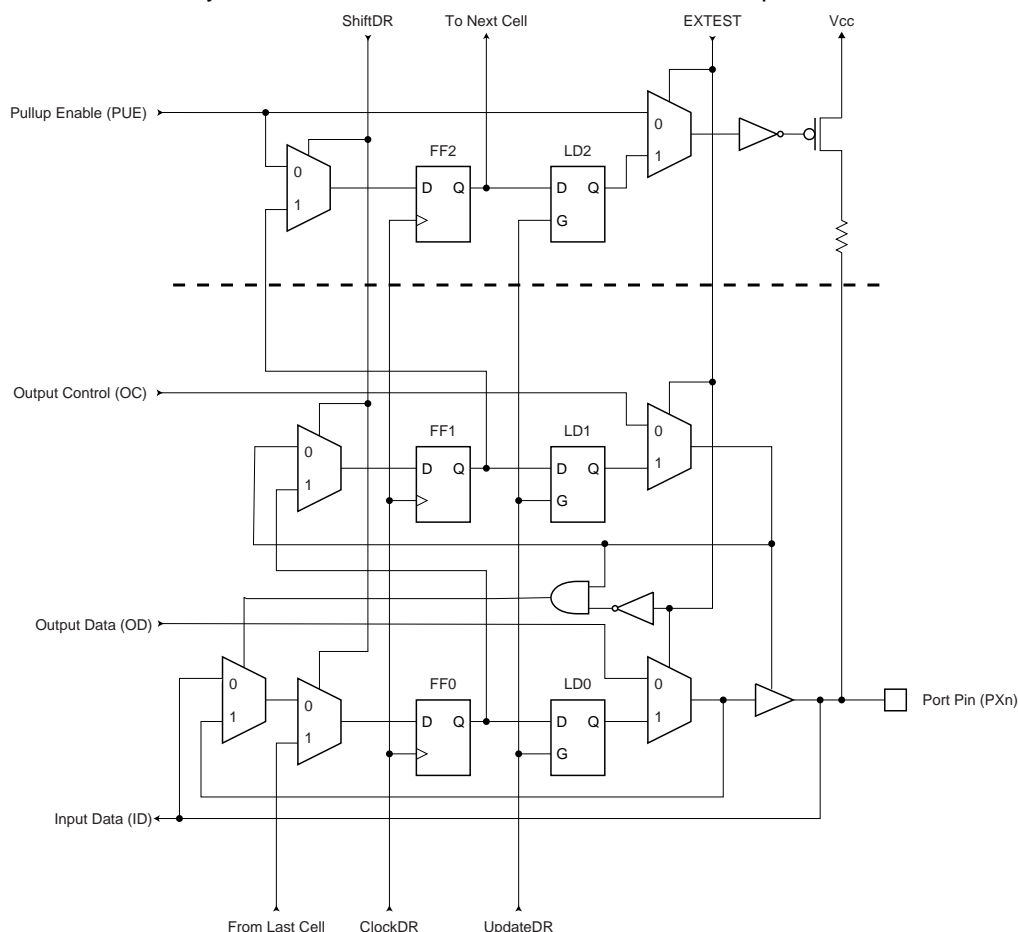 ShiftDR To Next Cell EXTEST Vcc
Pullup Enable (PUE)
0
1
FF2
D Q
LD2
D Q
G
0
1
Output Control (OC)
0
1
FF1
D Q
LD1
D Q
G
0
1
Output Data (OD)
0
1
0
1
FF0
D Q
LD0
D Q
G
0
1
Port Pin (PXn)
Input Data (ID)
From Last Cell ClockDR UpdateDR